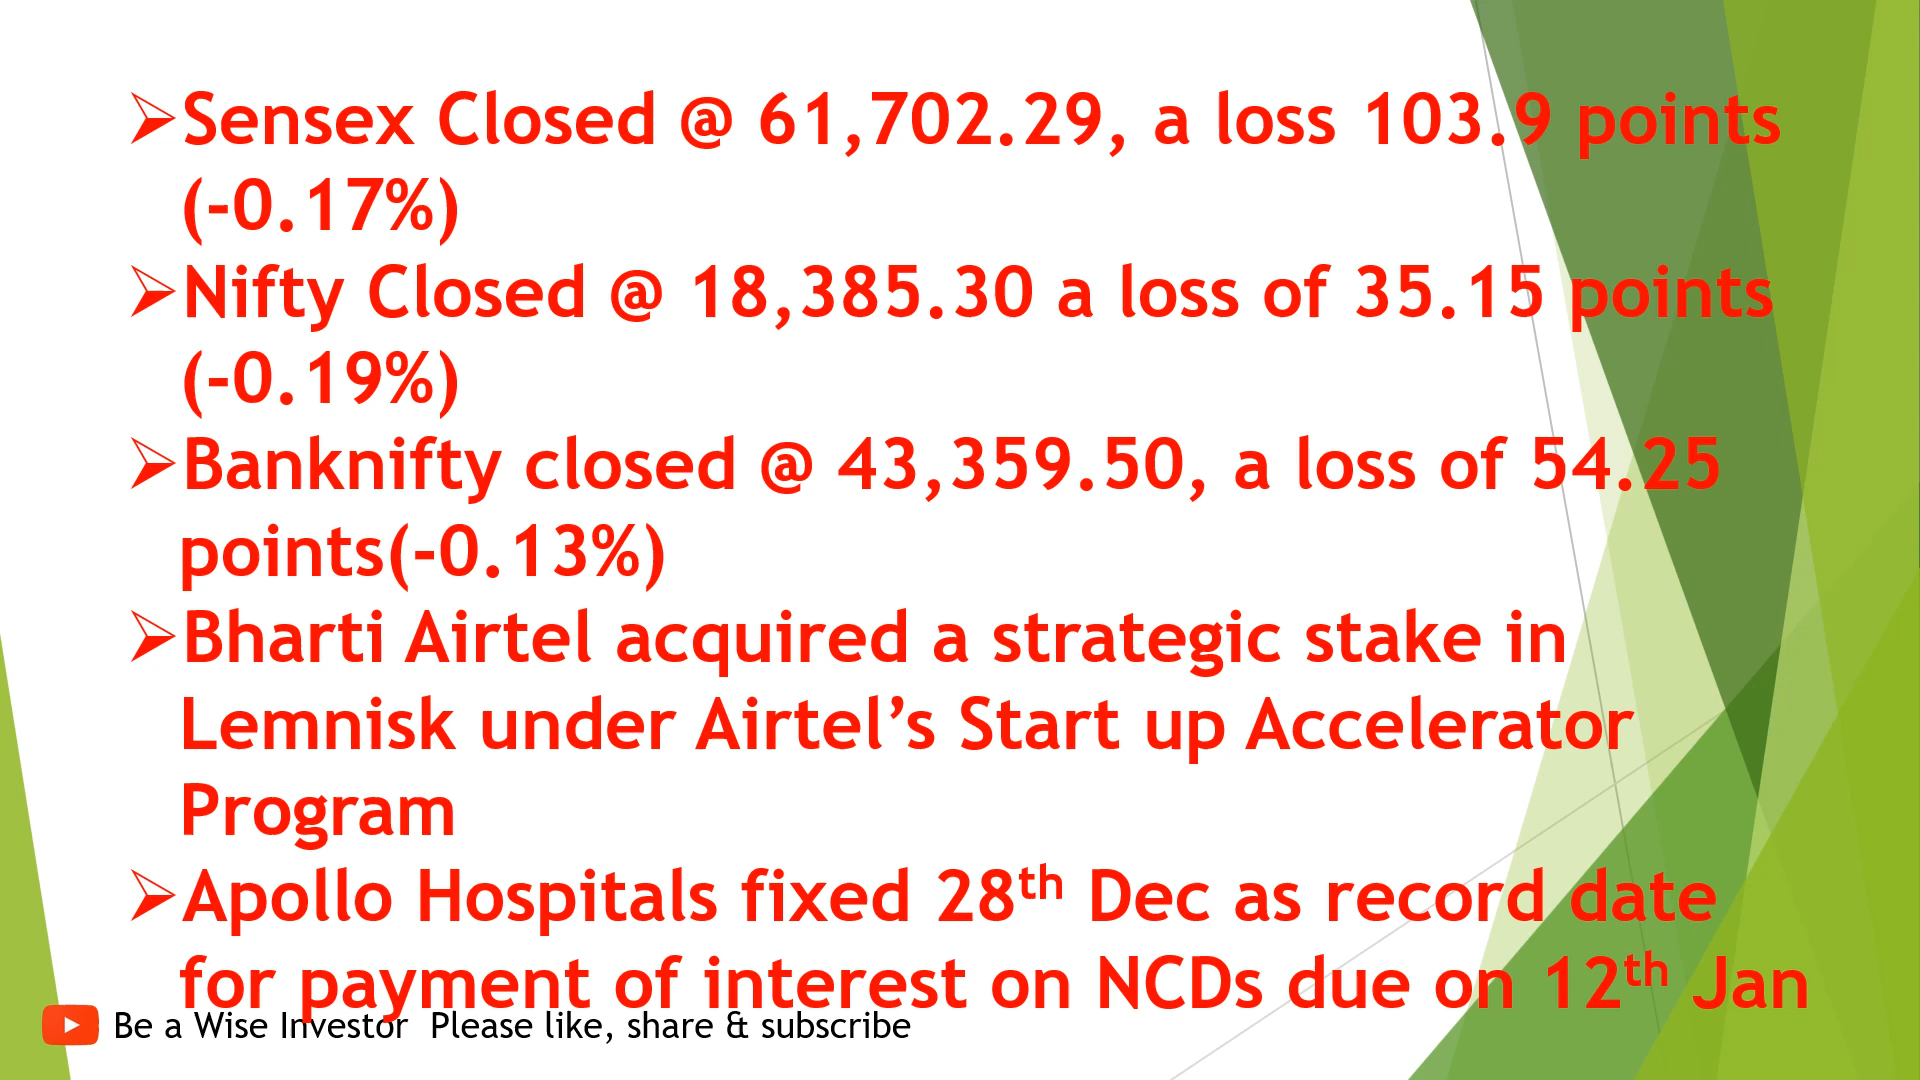 ➢Sensex Closed @ 61,702.29, a loss 103.9 points
(-0.17%)
➢Nifty Closed @ 18,385.30 a loss of 35.15 points
(-0.19%)
➢Banknifty closed @ 43,359.50, a loss of 54.25
points(-0.13%)
➢Bharti Airtel acquired a strategic stake in
Lemnisk under Airtel’s Start up Accelerator
Program
➢Apollo Hospitals fixed 28th Dec as record date
for payment of interest on NCDs due on 12th Jan
Be a Wise Investor  Please like, share & subscribe